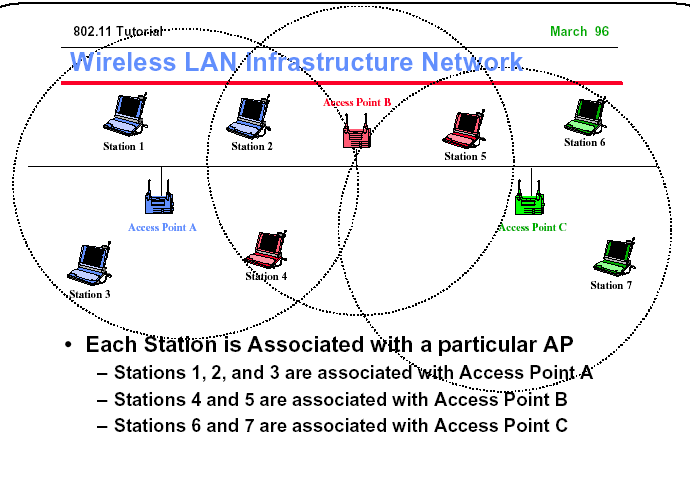 802.11 Tutorial
March 96
Wireless LAN Infrastructure Network
Access Point B
Station 1
Station 2
Station 5
Station 6
Access Point A
Access Point C
Station 3
Station 4
Station 7
• Each Station is Associated with a particular AP
– Stations 1, 2, and 3 are associated with Access Point A
– Stations 4 and 5 are associated with Access Point B
– Stations 6 and 7 are associated with Access Point C